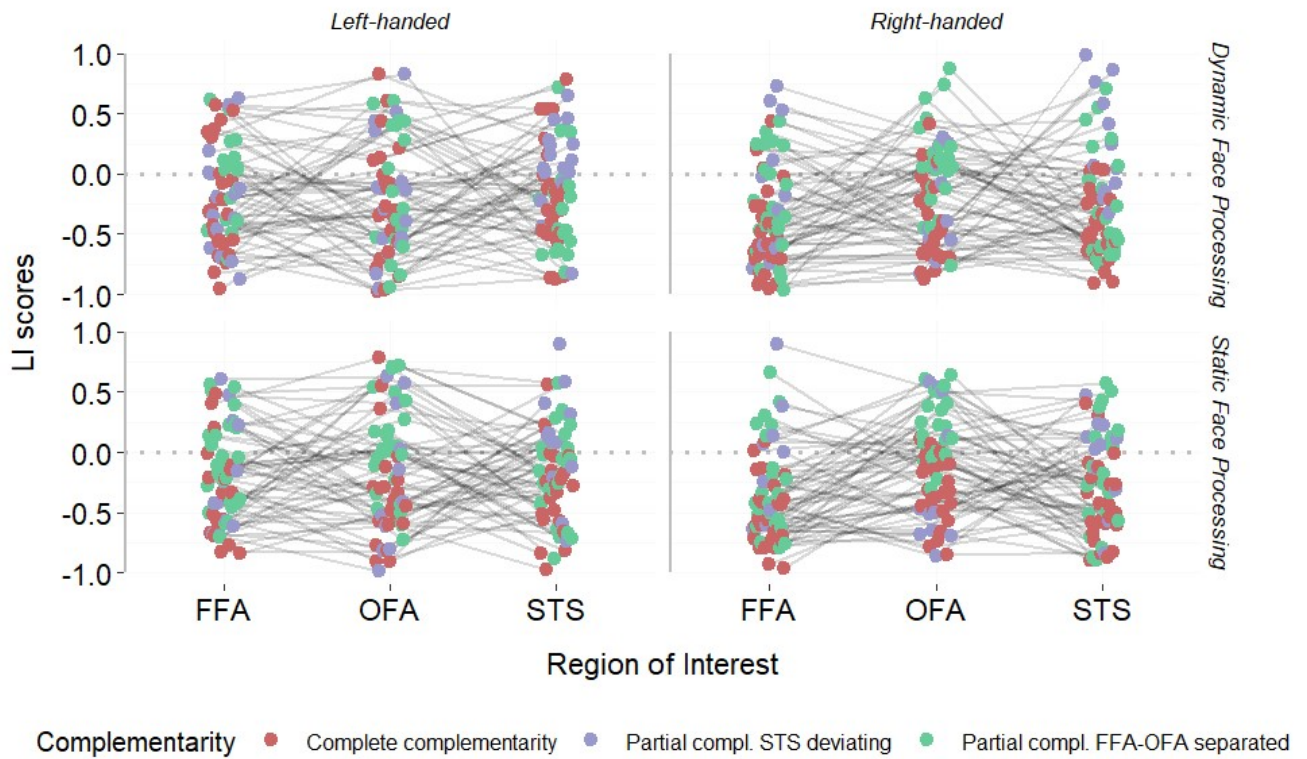 Left-handed Right-handed
1.0
0.5
0.0
-0.5
-1.0
Dynamic Face Processing
1.0
0.5
0.0
-0.5
-1.0
Static Face Processing
LI scores
FFA OFA STS FFA OFA STS
Region of Interest
Complementarity Complete complementarity Partial compl. STS deviating Partial compl. FFA-OFA separated